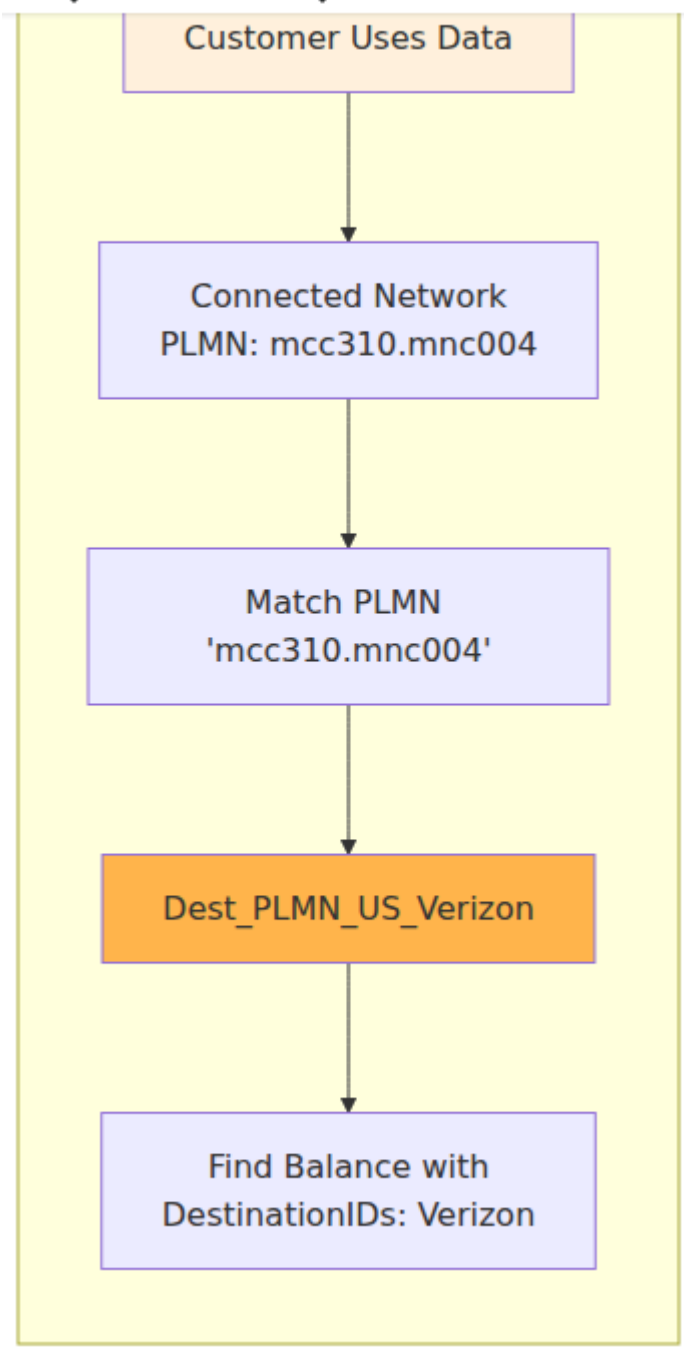 Customer Uses Data
Connected Network
PLMN: mcc310.mnc004
Match PLMN
'mcc310.mnc004'
Dest_PLMN_US_Verizon
Find Balance with
DestinationIDs: Verizon